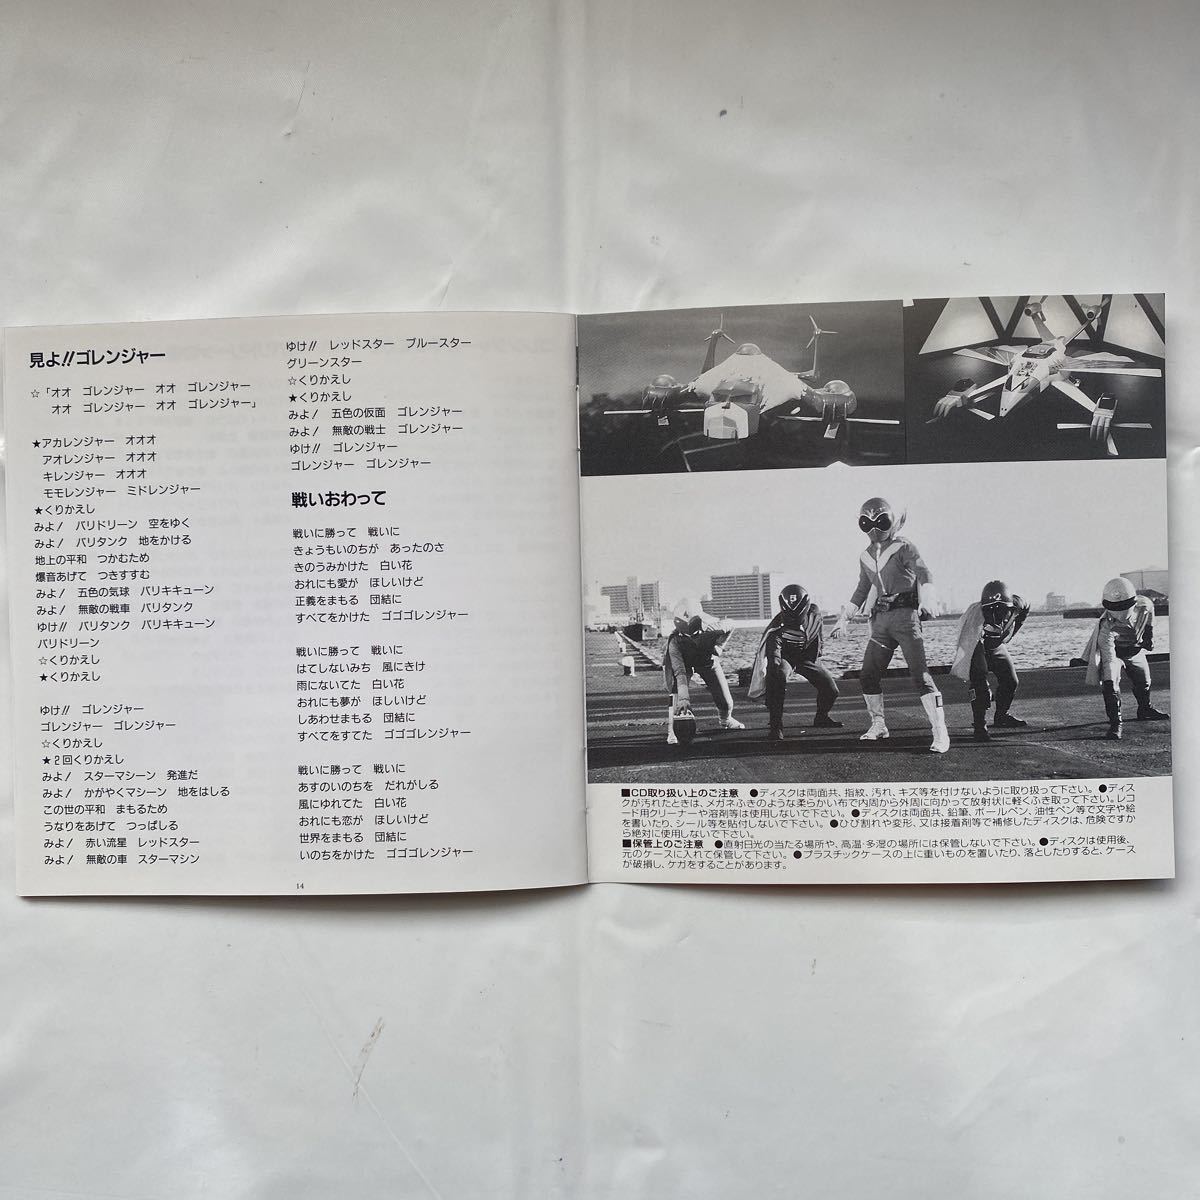 見よ!!ゴレンジャー
☆「オオ　ゴレンジャー　オオ　ゴレンジャー
オオ　ゴレンジャー　オオ　ゴレンジャー」
★アカレンジャー　オオオ
アオレンジャー　オオオ
キレンジャー　オオオ
モモレンジャー　ミドレンジャー
★くりかえし
みよ!　バリドリーン　空をゆく
みよ!　バリタンク　地をかける
地上の平和　つかむため
爆音あげて　つきすすむ
みよ!　五色の気球　バリキキューン
みよ!　無敵の戦車　バリタンク
ゆけ!!　バリタンク　バリキキューン
バリドリーン
☆くりかえし
★くりかえし
ゆけ!!　ゴレンジャー
ゴレンジャー　ゴレンジャー
☆くりかえし
★2回くりかえし
みよ!　スターマシーン　発進だ
みよ!　かがやくマシーン　地をはしる
この世の平和　まもるため
うなりをあげて　つっぱしる
みよ!　赤い流星　レッドスター
みよ!　無敵の車　スターマシン
14
ゆけ!!　レッドスター　ブルースター
グリーンスター
☆くりかえし
★くりかえし
みよ!　五色の仮面　ゴレンジャー
みよ!　無敵の戦士　ゴレンジャー
ゆけ!!　ゴレンジャー
ゴレンジャー　ゴレンジャー
戦いおわって
戦いに勝って　戦いに
きょうもいのちが　あったのさ
きのうみかけた　白い花
おれにも愛が　ほしいけど
正義をまもる　団結に
すべてをかけた　ゴゴゴレンジャー
戦いに勝って　戦いに
はてしないみち　風にきけ
雨にないてた　白い花
おれにも夢が　ほしいけど
しあわせまもる　団結に
すべてをすてた　ゴゴゴレンジャー
戦いに勝って　戦いに
あすのいのちを　だれがしる
風にゆれてた　白い花
おれにも恋が　ほしいけど
世界をまもる　団結に
いのちをかけた　ゴゴゴレンジャー
■CD取り扱い上のご注意　●ディスクは両面共、指紋、汚れ、キズ等を付けないように取り扱って下さい。●ディス
クが汚れたときは、メガネふきのような柔らかい布で内周から外周に向かって放射状に軽くふき取って下さい。レコ
ード用クリーナーや溶剤等は使用しないで下さい。●ディスクは両面共、鉛筆、ボールペン、油性ペン等で文字や絵
を書いたり、シール等を貼付しないで下さい。●ひび割れや変形、又は接着剤等で補修したディスクは、危険ですか
ら絶対に使用しないで下さい。
■保管上のご注意　●直射日光の当たる場所や、高温・多湿の場所には保管しないで下さい。●ディスクは使用後、
元のケースに入れて保管して下さい。●プラスチックケースの上に重いものを置いたり、落としたりすると、ケース
が破損し、ケガをすることがあります。